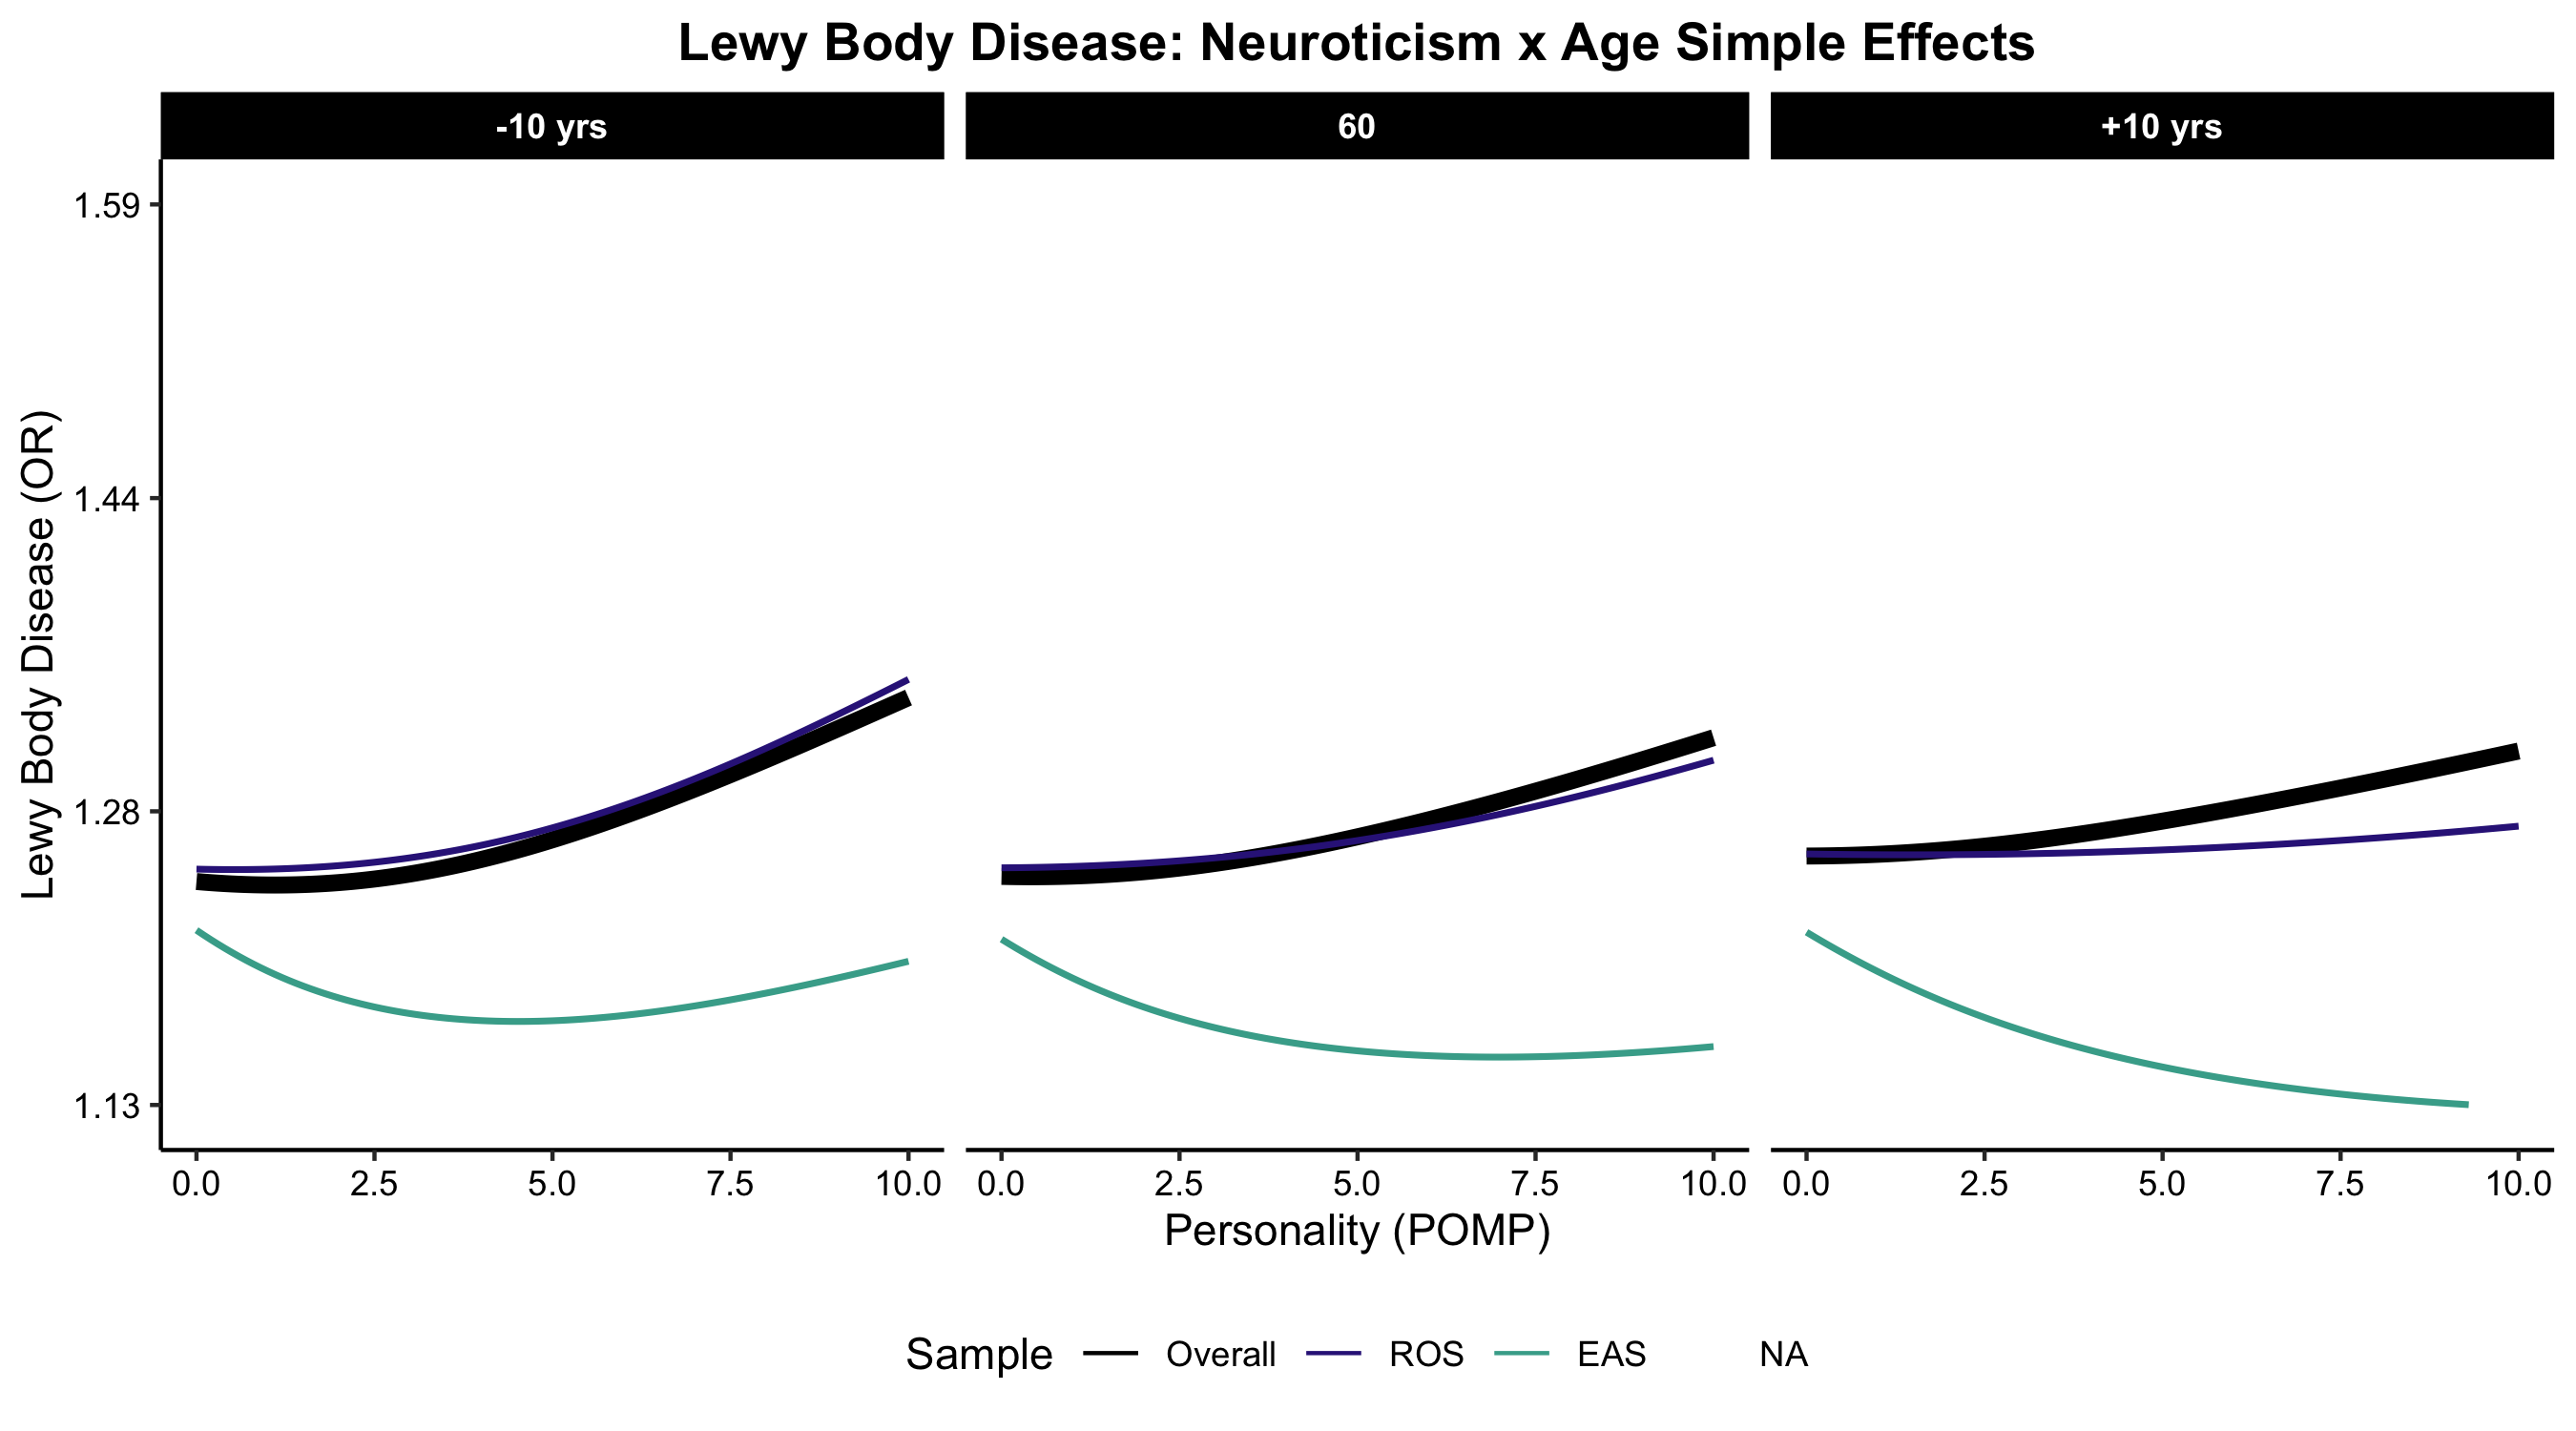 Lewy Body Disease: Neuroticism x Age Simple Effects
-10 yrs
60
+10 yrs
Lewy Body Disease (OR)
1.59
1.44
1.28
1.13
0.0 2.5 5.0 7.5 10.0
0.0 2.5 5.0 7.5 10.0
0.0 2.5 5.0 7.5 10.0
Personality (POMP)
Sample Overall ROS EAS NA